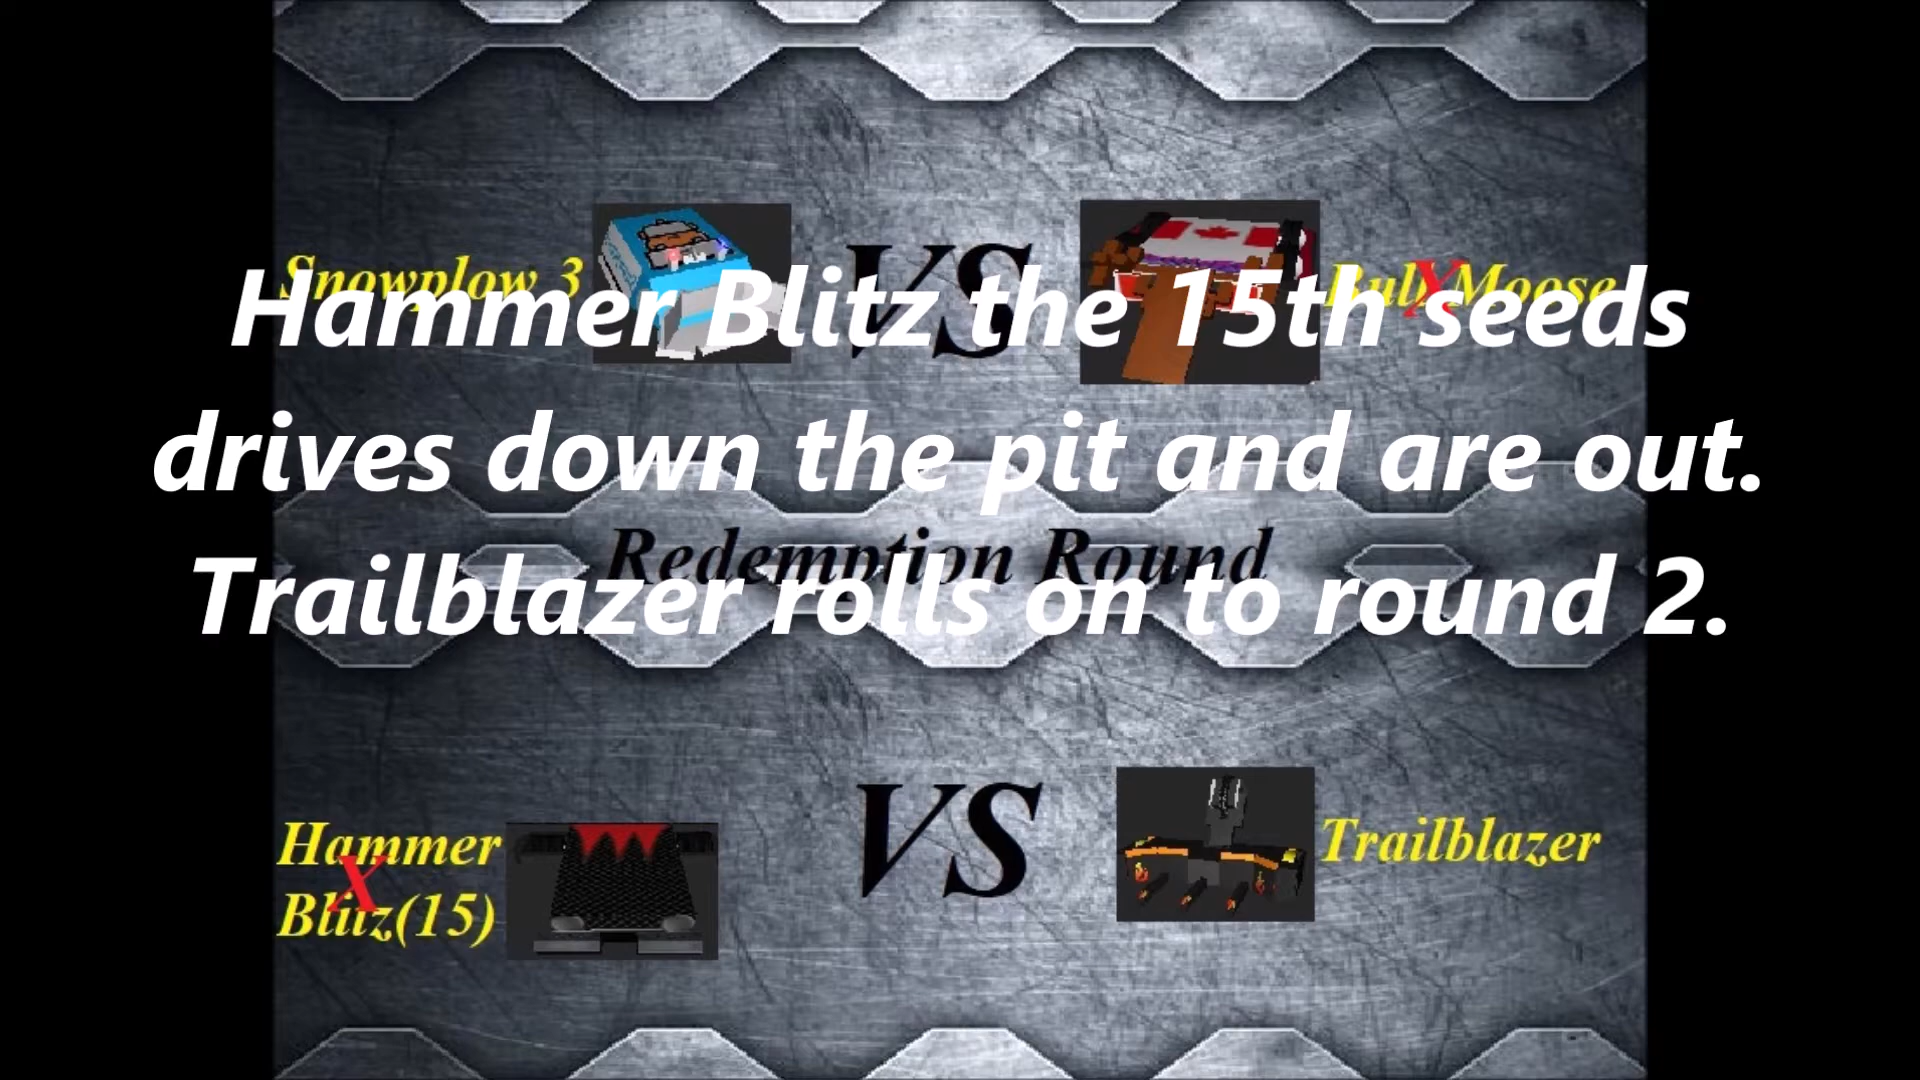 Snowplow 3
VS
Bull Moose
X
Hammer Blitz the 15th seeds
drives down the pit and are out.
Redemption Round
Trailblazer rolls on to round 2.
Hammer
Blitz(15)
X
VS
Trailblazer